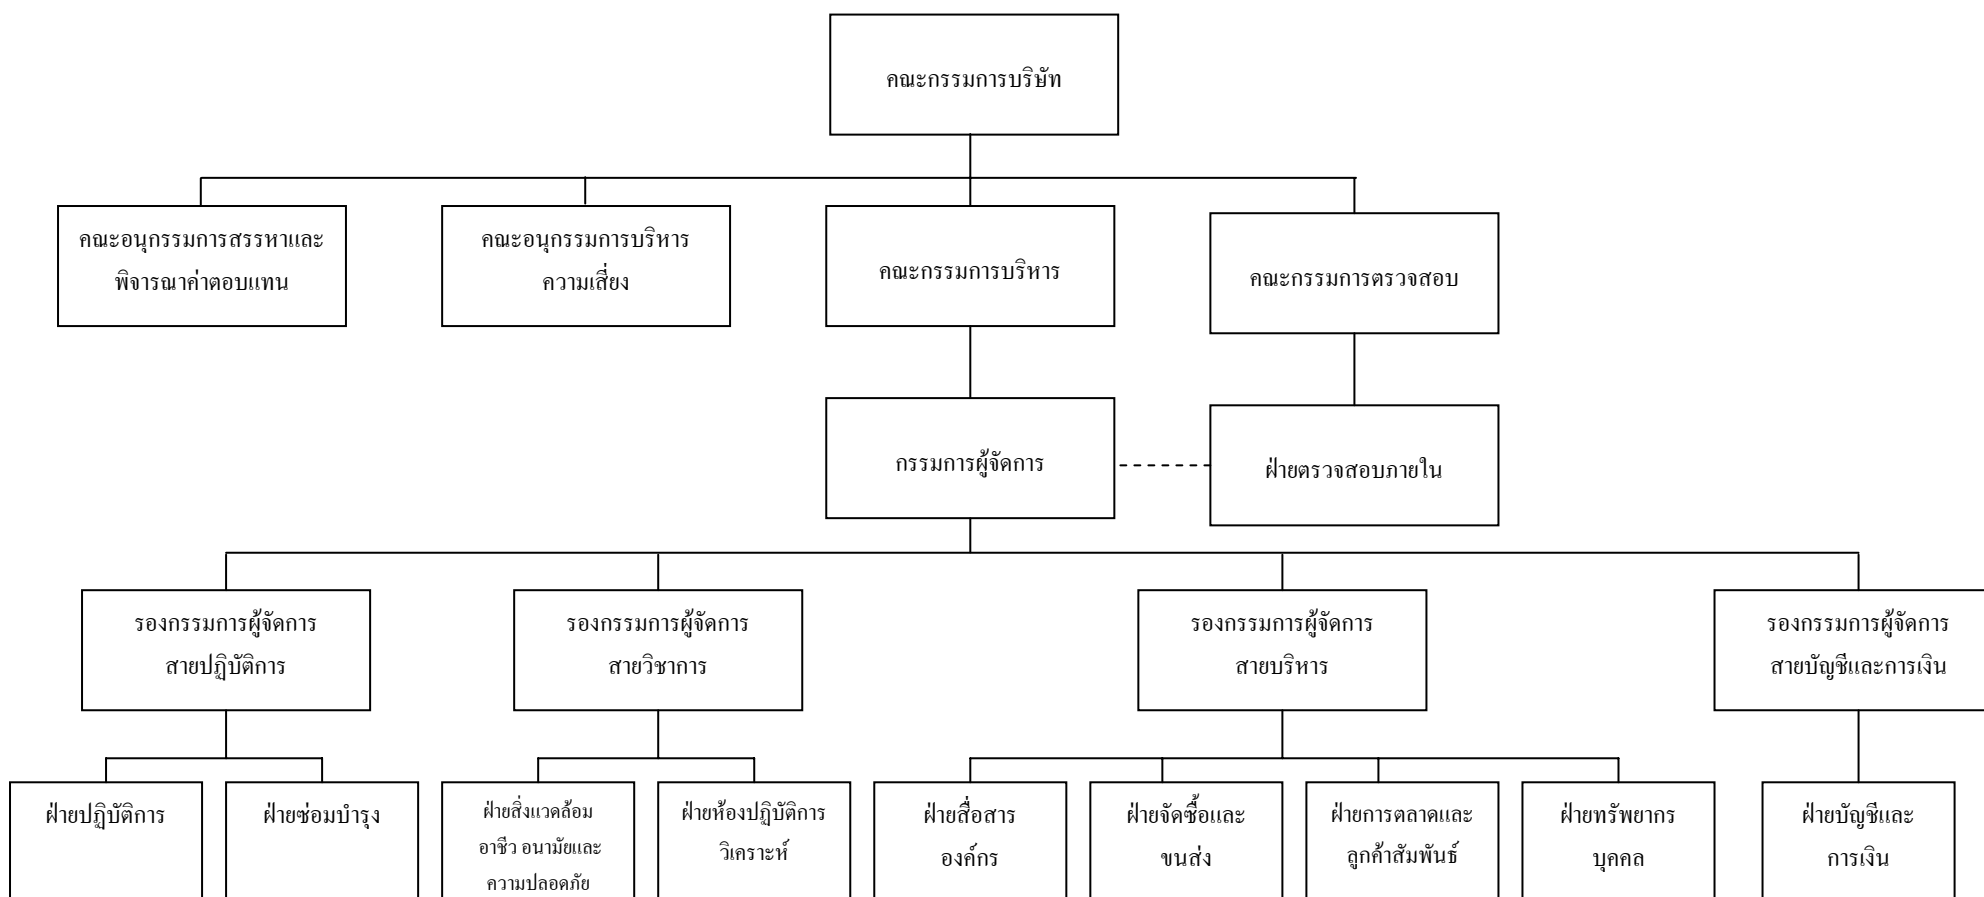 คณะกรรมการบริษัท
คณะอนุกรรมการสรรหาและ
พิจารณาค่าตอบแทน
คณะอนุกรรมการบริหาร
ความเสี่ยง
คณะกรรมการบริหาร
คณะกรรมการตรวจสอบ
กรรมการผู้จัดการ
ฝ่ายตรวจสอบภายใน
รองกรรมการผู้จัดการ
สายปฏิบัติการ
รองกรรมการผู้จัดการ
สายวิชาการ
รองกรรมการผู้จัดการ
สายบริหาร
รองกรรมการผู้จัดการ
สายบัญชีและการเงิน
ฝ่ายปฏิบัติการ
ฝ่ายซ่อมบำรุง
ฝ่ายสิ่งแวดล้อม
อาชีว อนามัยและ
ความปลอดภัย
ฝ่ายห้องปฏิบัติการ
วิเคราะห์
ฝ่ายสื่อสาร
องค์กร
ฝ่ายจัดซื้อและ
ขนส่ง
ฝ่ายการตลาดและ
ลูกค้าสัมพันธ์
ฝ่ายทรัพยากร
บุคคล
ฝ่ายบัญชีและ
การเงิน